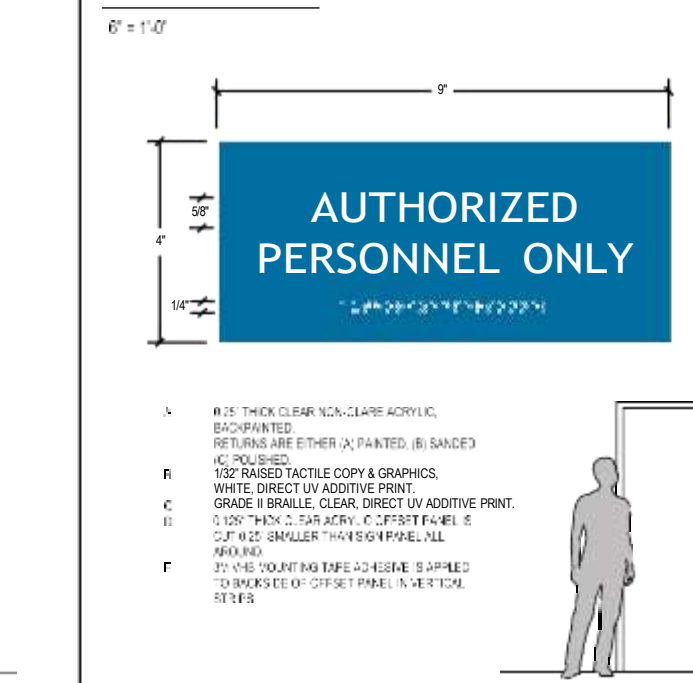 6" = 1'-0"
9"
5/8"
4"
1/4"
AUTHORIZED
PERSONNEL ONLY
A 0.25" THICK CLEAR NON-GLARE ACRYLIC,
BACKPAINTED.
RETURNS ARE EITHER (A) PAINTED, (B) SANDED
(C) POLISHED.
B 1/32" RAISED TACTILE COPY & GRAPHICS,
WHITE, DIRECT UV ADDITIVE PRINT.
C GRADE II BRAILLE, CLEAR, DIRECT UV ADDITIVE PRINT.
D 0.125" THICK CLEAR ACRYLIC OFFSET PANEL IS
CUT 0.25" SMALLER THAN SIGN PANEL ALL
AROUND.
E 3M VHB MOUNTING TAPE ADHESIVE IS APPLED
TO BACKSIDE OF OFFSET PANEL IN VERTICAL
STRIPS.